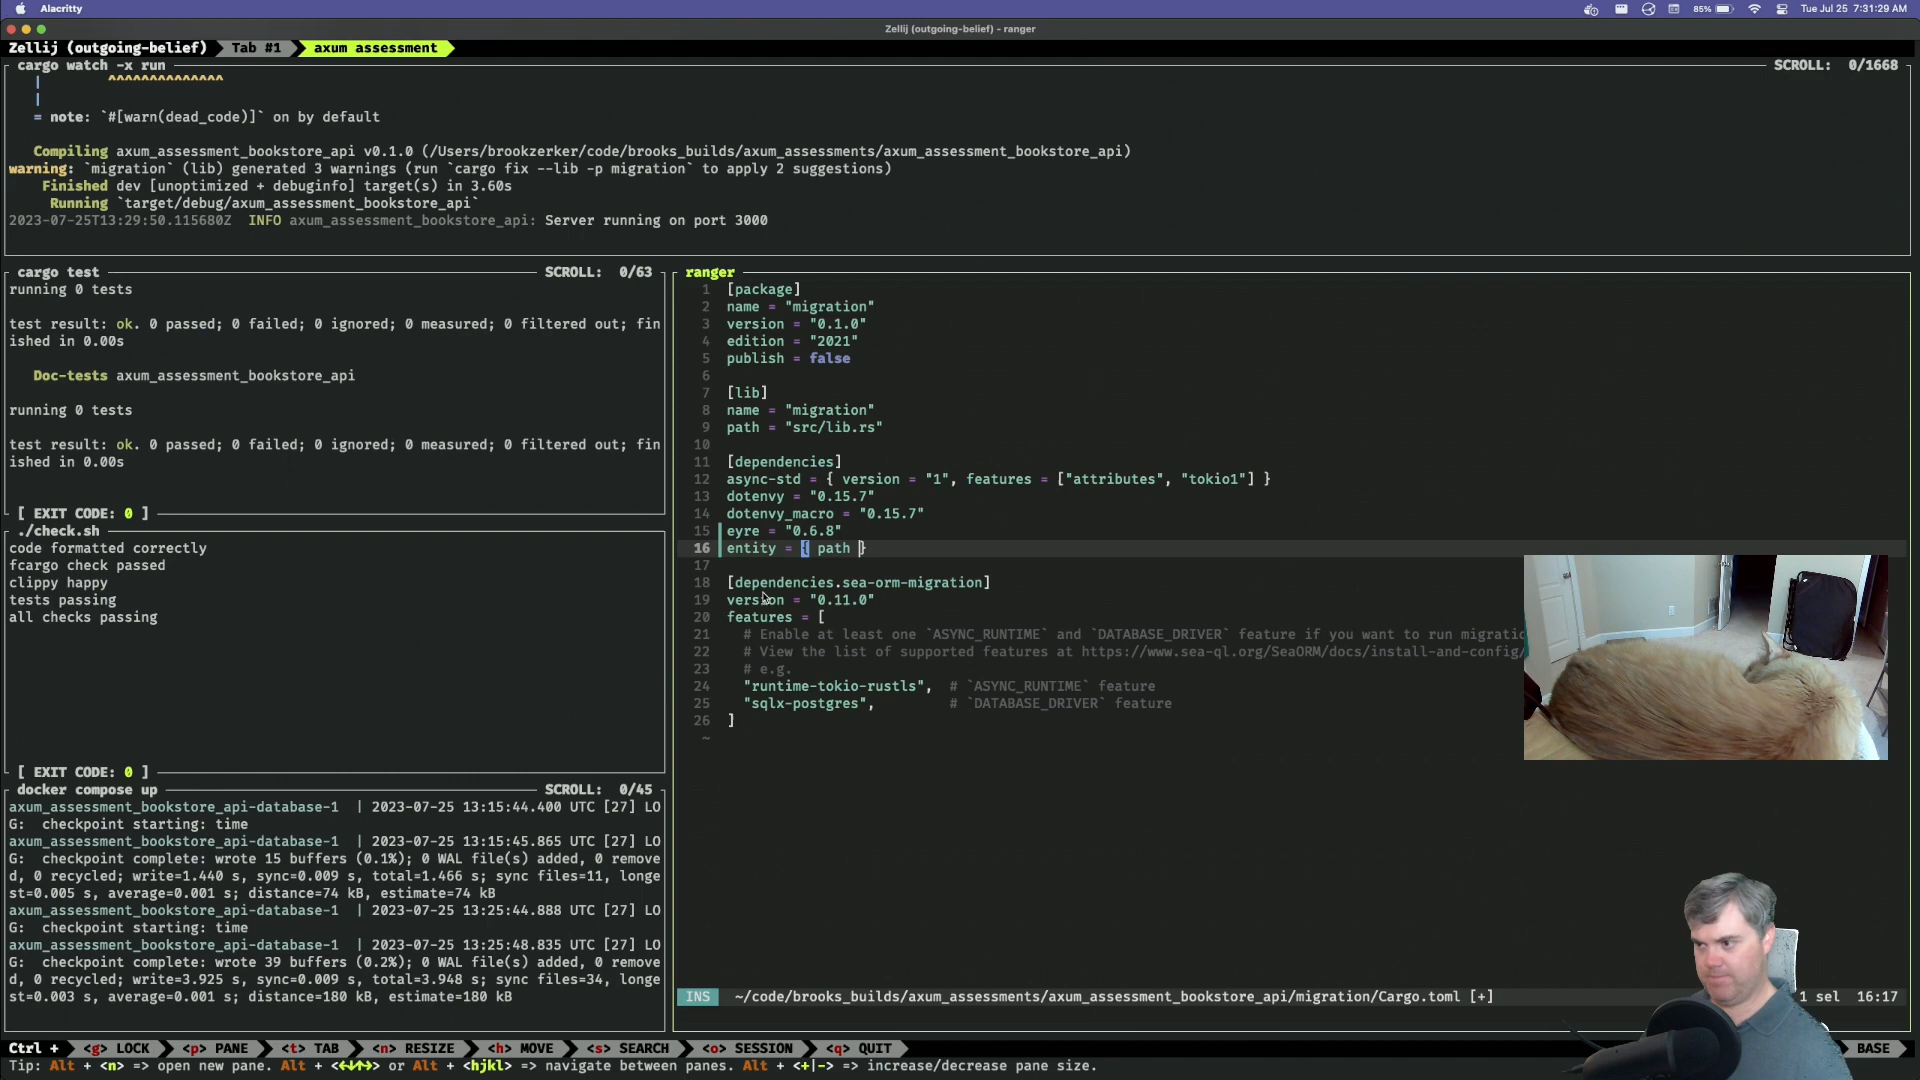 Alacritty
85%
Tue Jul 25 7:31:29 AM
Zellij (outgoing-belief) - ranger
Zellij (outgoing-belief) Tab #1 axum assessment
cargo watch -x run SCROLL: 0/1668
| ^^^^^^^^^^^^^^
|
= note: `#[warn(dead_code)]` on by default
Compiling axum_assessment_bookstore_api v0.1.0 (/Users/brookzerker/code/brooks_builds/axum_assessments/axum_assessment_bookstore_api)
warning: `migration` (lib) generated 3 warnings (run `cargo fix --lib -p migration` to apply 2 suggestions)
Finished dev [unoptimized + debuginfo] target(s) in 3.60s
Running `target/debug/axum_assessment_bookstore_api`
2023-07-25T13:29:50.115680Z INFO axum_assessment_bookstore_api: Server running on port 3000
cargo test SCROLL: 0/63
running 0 tests
test result: ok. 0 passed; 0 failed; 0 ignored; 0 measured; 0 filtered out; fin
ished in 0.00s
Doc-tests axum_assessment_bookstore_api
running 0 tests
test result: ok. 0 passed; 0 failed; 0 ignored; 0 measured; 0 filtered out; fin
ished in 0.00s
[ EXIT CODE: 0 ]
./check.sh
code formatted correctly
fcargo check passed
clippy happy
tests passing
all checks passing
[ EXIT CODE: 0 ]
docker compose up SCROLL: 0/45
axum_assessment_bookstore_api-database-1 | 2023-07-25 13:15:44.400 UTC [27] LO
G: checkpoint starting: time
axum_assessment_bookstore_api-database-1 | 2023-07-25 13:15:45.865 UTC [27] LO
G: checkpoint complete: wrote 15 buffers (0.1%); 0 WAL file(s) added, 0 remove
d, 0 recycled; write=1.440 s, sync=0.009 s, total=1.466 s; sync files=11, longe
st=0.005 s, average=0.001 s; distance=74 kB, estimate=74 kB
axum_assessment_bookstore_api-database-1 | 2023-07-25 13:25:44.888 UTC [27] LO
G: checkpoint starting: time
axum_assessment_bookstore_api-database-1 | 2023-07-25 13:25:48.835 UTC [27] LO
G: checkpoint complete: wrote 39 buffers (0.2%); 0 WAL file(s) added, 0 remove
d, 0 recycled; write=3.925 s, sync=0.009 s, total=3.948 s; sync files=34, longe
st=0.003 s, average=0.001 s; distance=180 kB, estimate=180 kB
ranger
1 [package]
2 name = "migration"
3 version = "0.1.0"
4 edition = "2021"
5 publish = false
6
7 [lib]
8 name = "migration"
9 path = "src/lib.rs"
10
11 [dependencies]
12 async-std = { version = "1", features = ["attributes", "tokio1"] }
13 dotenvy = "0.15.7"
14 dotenvy_macro = "0.15.7"
15 eyre = "0.6.8"
16 entity = { path }
17
18 [dependencies.sea-orm-migration]
19 version = "0.11.0"
20 features = [
21 # Enable at least one `ASYNC_RUNTIME` and `DATABASE_DRIVER` feature if you want to run migratio
22 # View the list of supported features at https://www.sea-ql.org/SeaORM/docs/install-and-config/
23 # e.g.
24 "runtime-tokio-rustls", # `ASYNC_RUNTIME` feature
25 "sqlx-postgres", # `DATABASE_DRIVER` feature
26 ]
~
INS ~/code/brooks_builds/axum_assessments/axum_assessment_bookstore_api/migration/Cargo.toml [+] 1 sel 16:17
Ctrl + <g> LOCK <p> PANE <t> TAB <n> RESIZE <h> MOVE <s> SEARCH <o> SESSION <q> QUIT BASE
Tip: Alt + <n> => open new pane. Alt + <←↓↑→> or Alt + <hjkl> => navigate between panes. Alt + <+|-> => increase/decrease pane size.